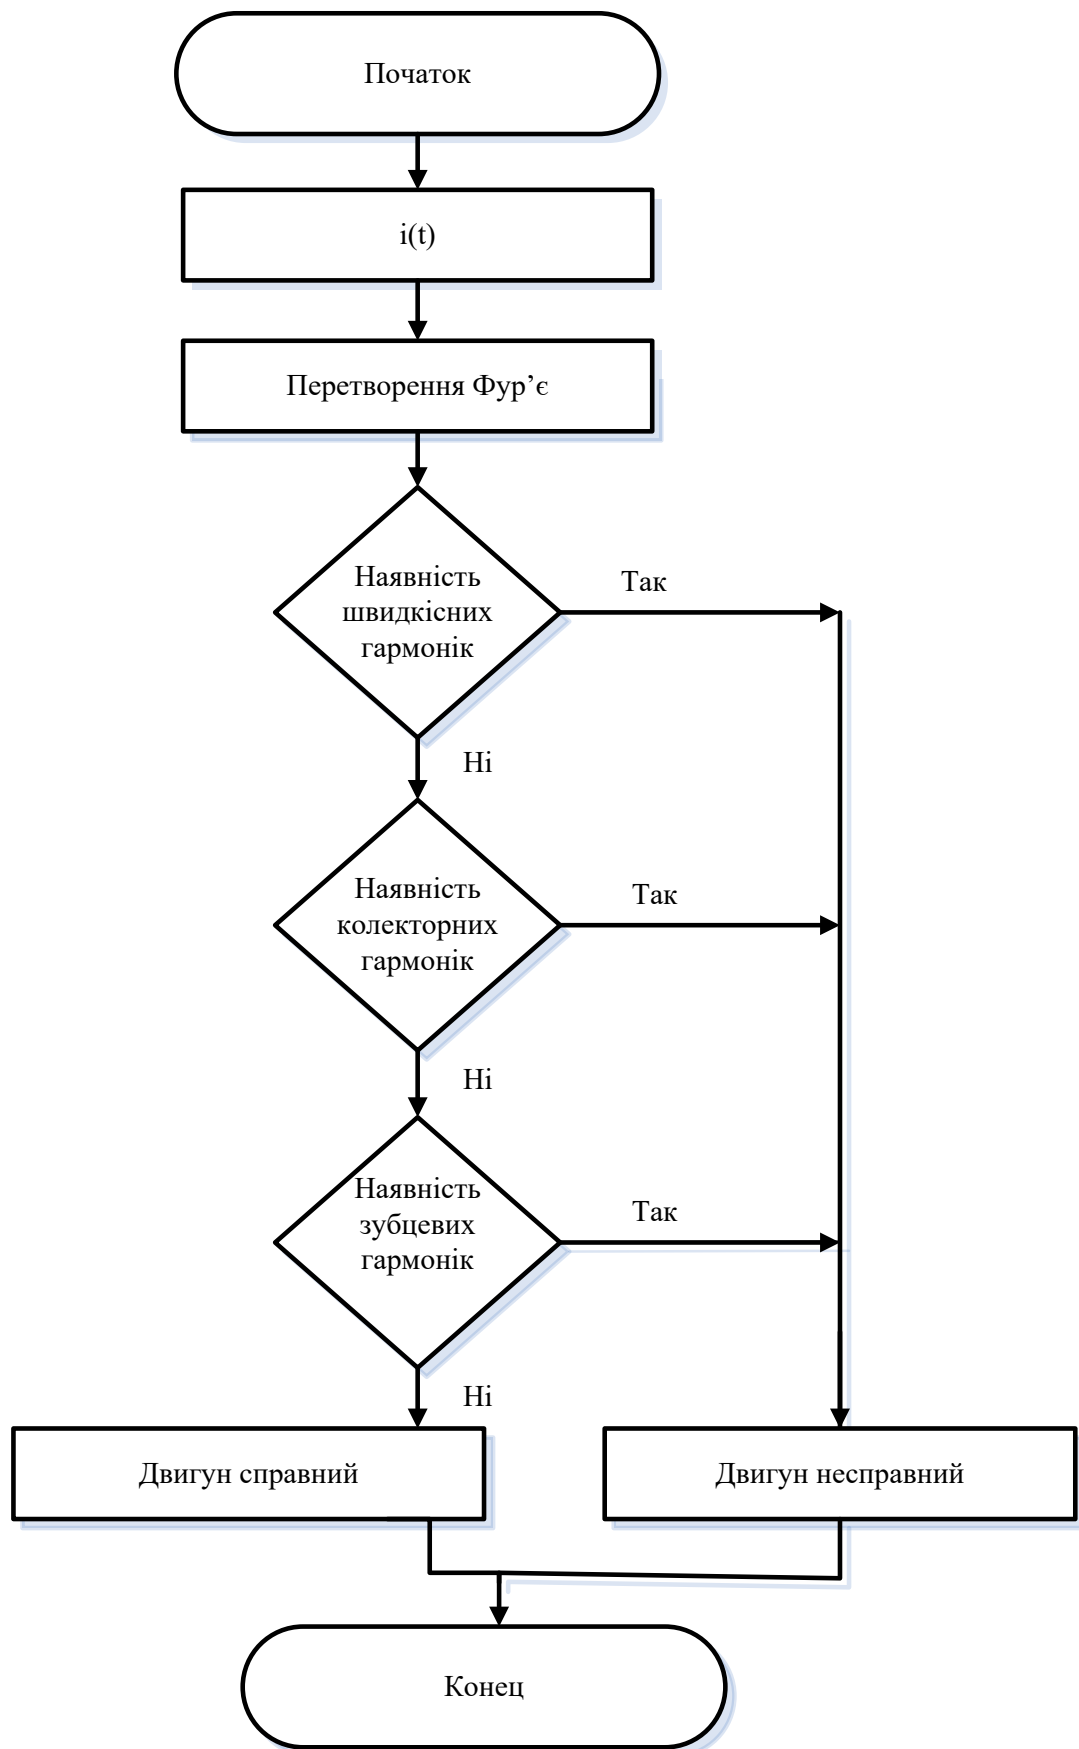 Початок
i(t)
Перетворення Фур’є
Наявність
швидкісних
гармонік
Так
Ні
Наявність
колекторних
гармонік
Так
Ні
Наявність
зубцевих
гармонік
Так
Ні
Двигун справний
Двигун несправний
Конец